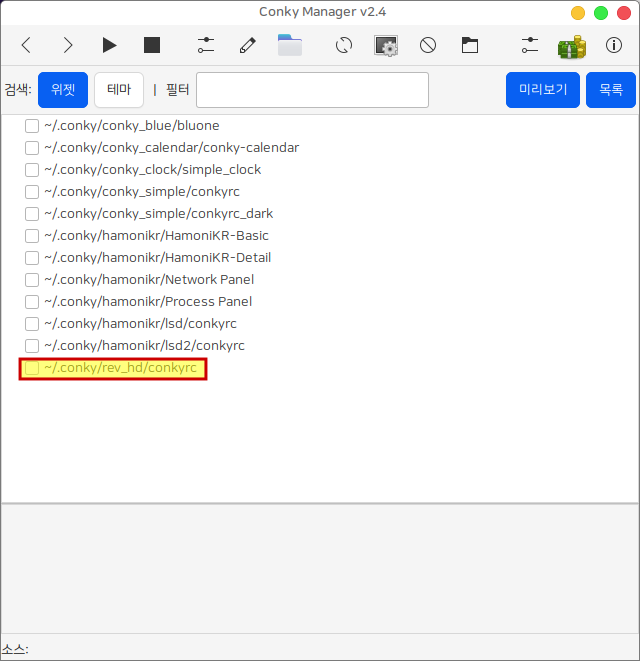 Conky Manager v2.4
검색: 위젯 테마 | 필터 미리보기 목록
~/.conky/conky_blue/bluone
~/.conky/conky_calendar/conky-calendar
~/.conky/conky_clock/simple_clock
~/.conky/conky_simple/conkyrc
~/.conky/conky_simple/conkyrc_dark
~/.conky/hamonikr/HamoniKR-Basic
~/.conky/hamonikr/HamoniKR-Detail
~/.conky/hamonikr/Network Panel
~/.conky/hamonikr/Process Panel
~/.conky/hamonikr/lsd/conkyrc
~/.conky/hamonikr/lsd2/conkyrc
~/.conky/rev_hd/conkyrc
소스: